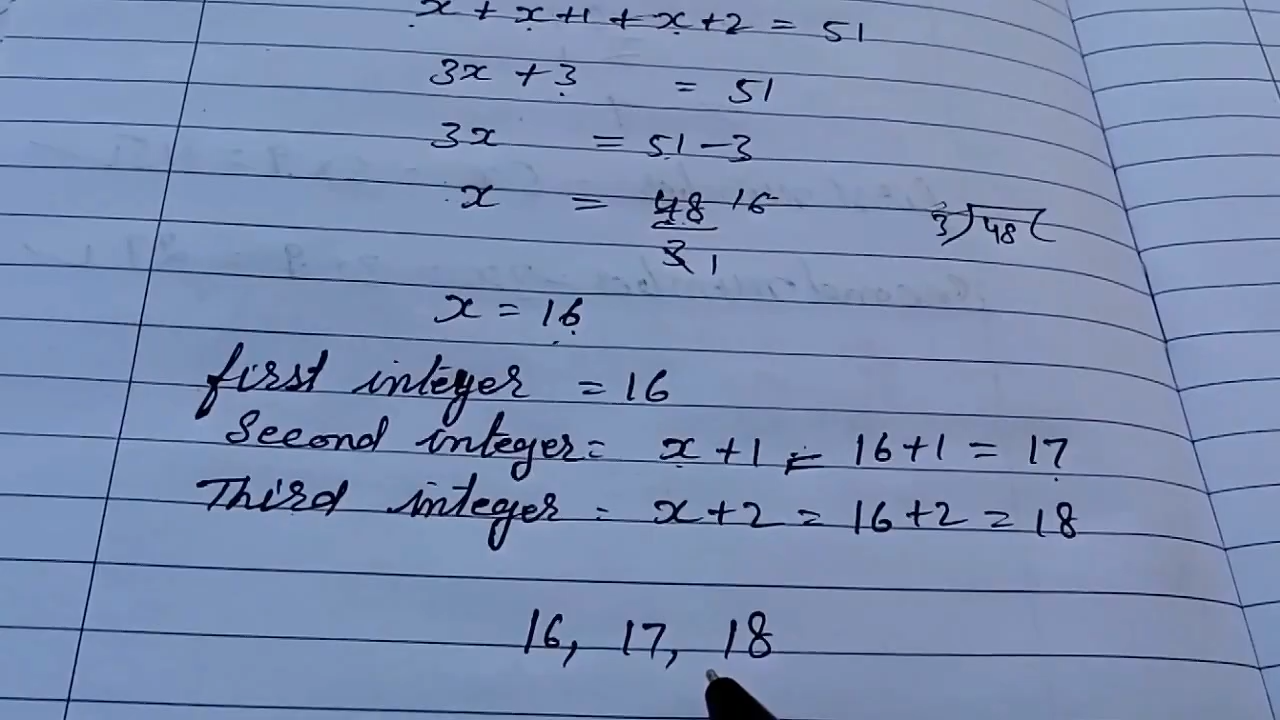 x + x+1 + x+2 = 51
3x + 3 = 51
3x = 51 - 3
x = 48 16
3 1
3 48
x = 16
first integer = 16
Second integer = x+1 = 16+1 = 17
Third integer = x+2 = 16+2 = 18
16, 17, 18